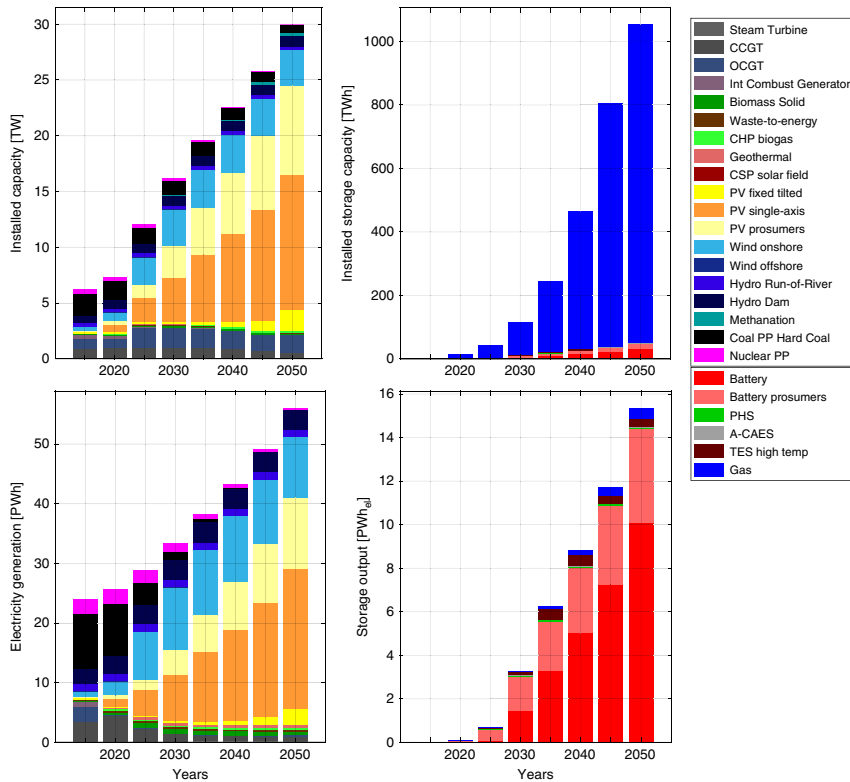 30
25
20
15
10
5
0
Installed capacity [TW]
2020
2030
2040
2050
1000
800
600
400
200
0
Installed storage capacity [TWh]
2020
2030
2040
2050
Steam Turbine
CCGT
OCGT
Int Combust Generator
Biomass Solid
Waste-to-energy
CHP biogas
Geothermal
CSP solar field
PV fixed tilted
PV single-axis
PV prosumers
Wind onshore
Wind offshore
Hydro Run-of-River
Hydro Dam
Methanation
Coal PP Hard Coal
Nuclear PP
Battery
Battery prosumers
PHS
A-CAES
TES high temp
Gas
50
40
30
20
10
0
Electricity generation [PWh]
2020
2030
2040
2050
Years
16
14
12
10
8
6
4
2
0
Storage output [PWhel]
2020
2030
2040
2050
Years